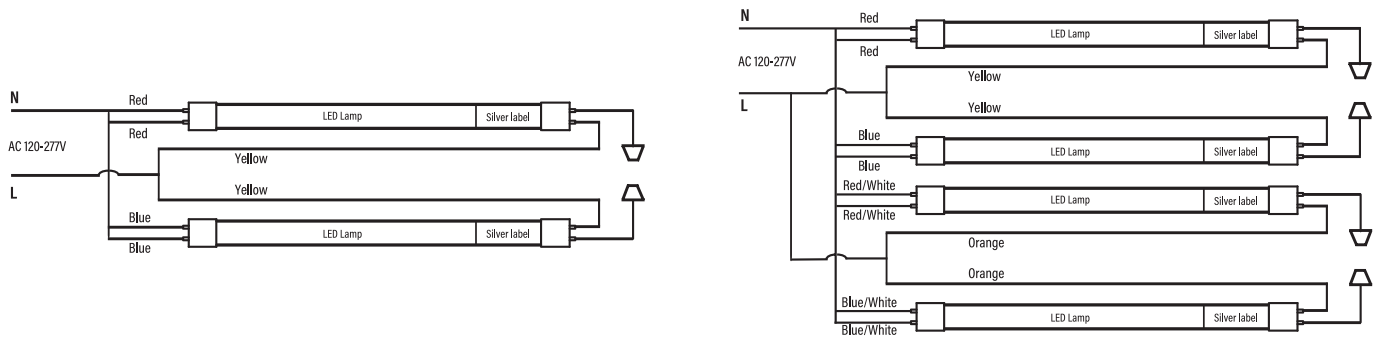 N
Red
LED Lamp
Silver label
Red
AC 120-277V
Yellow
L
Yellow
Blue
LED Lamp
Silver label
Blue
N
Red
LED Lamp
Silver label
Red
AC 120-277V
Yellow
L
Yellow
Blue
LED Lamp
Silver label
Blue
Red/White
LED Lamp
Silver label
Red/White
Orange
Orange
Blue/White
LED Lamp
Silver label
Blue/White